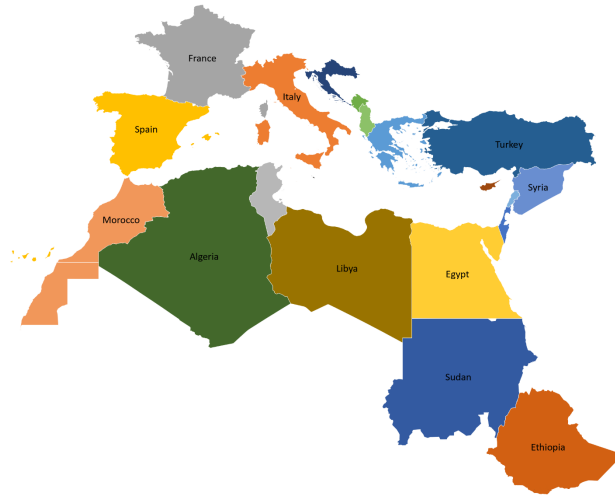 France
Italy
Spain
Turkey
Syria
Morocco
Algeria
Libya
Egypt
Sudan
Ethiopia